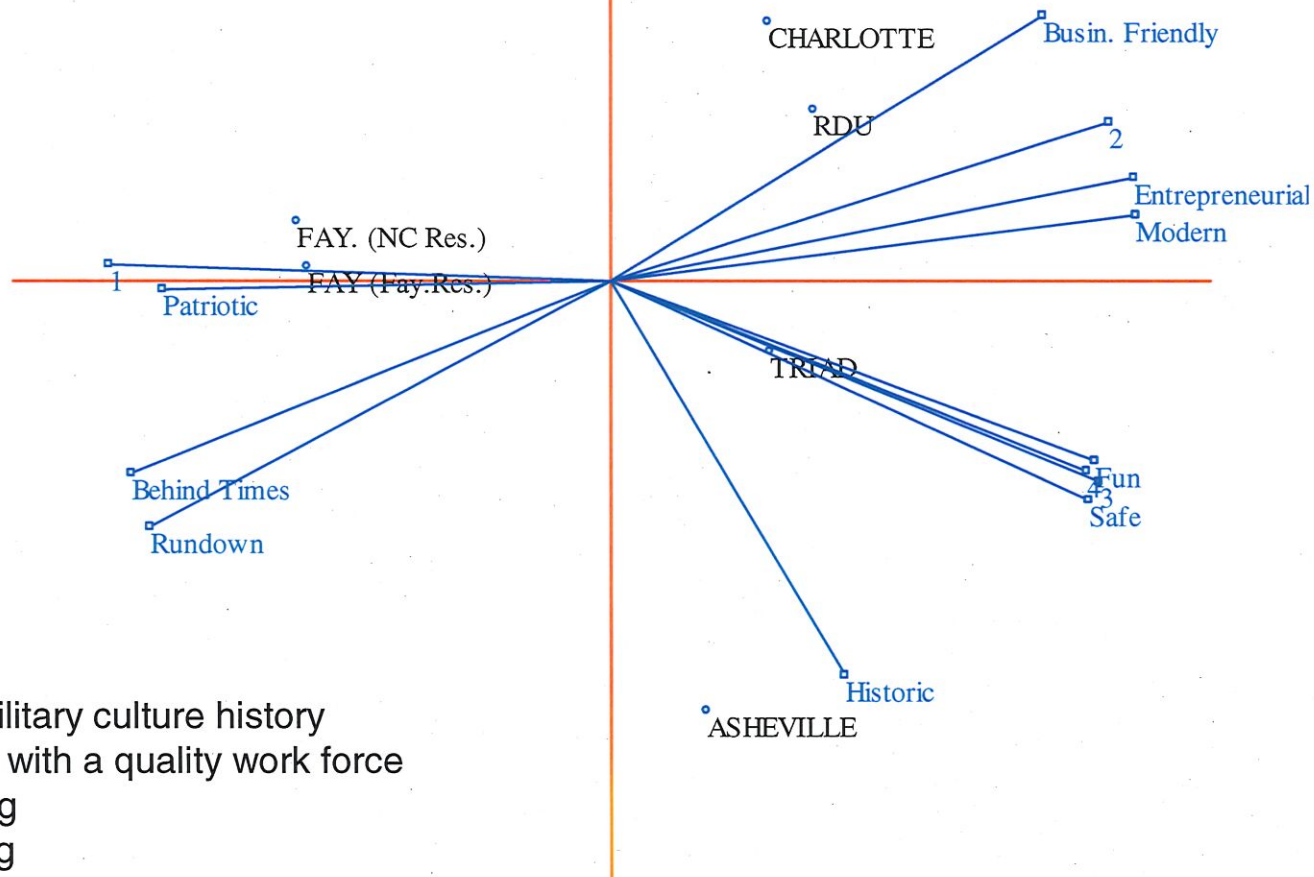 CHARLOTTE
Busin. Friendly
RDU
2
Entrepreneurial
Modern
FAY. (NC Res.)
FAY (Fay.Res.)
1
Patriotic
TRIAD
Fun
4
3
Safe
Behind Times
Rundown
Historic
ASHEVILLE
ilitary culture history
with a quality work force
g
g